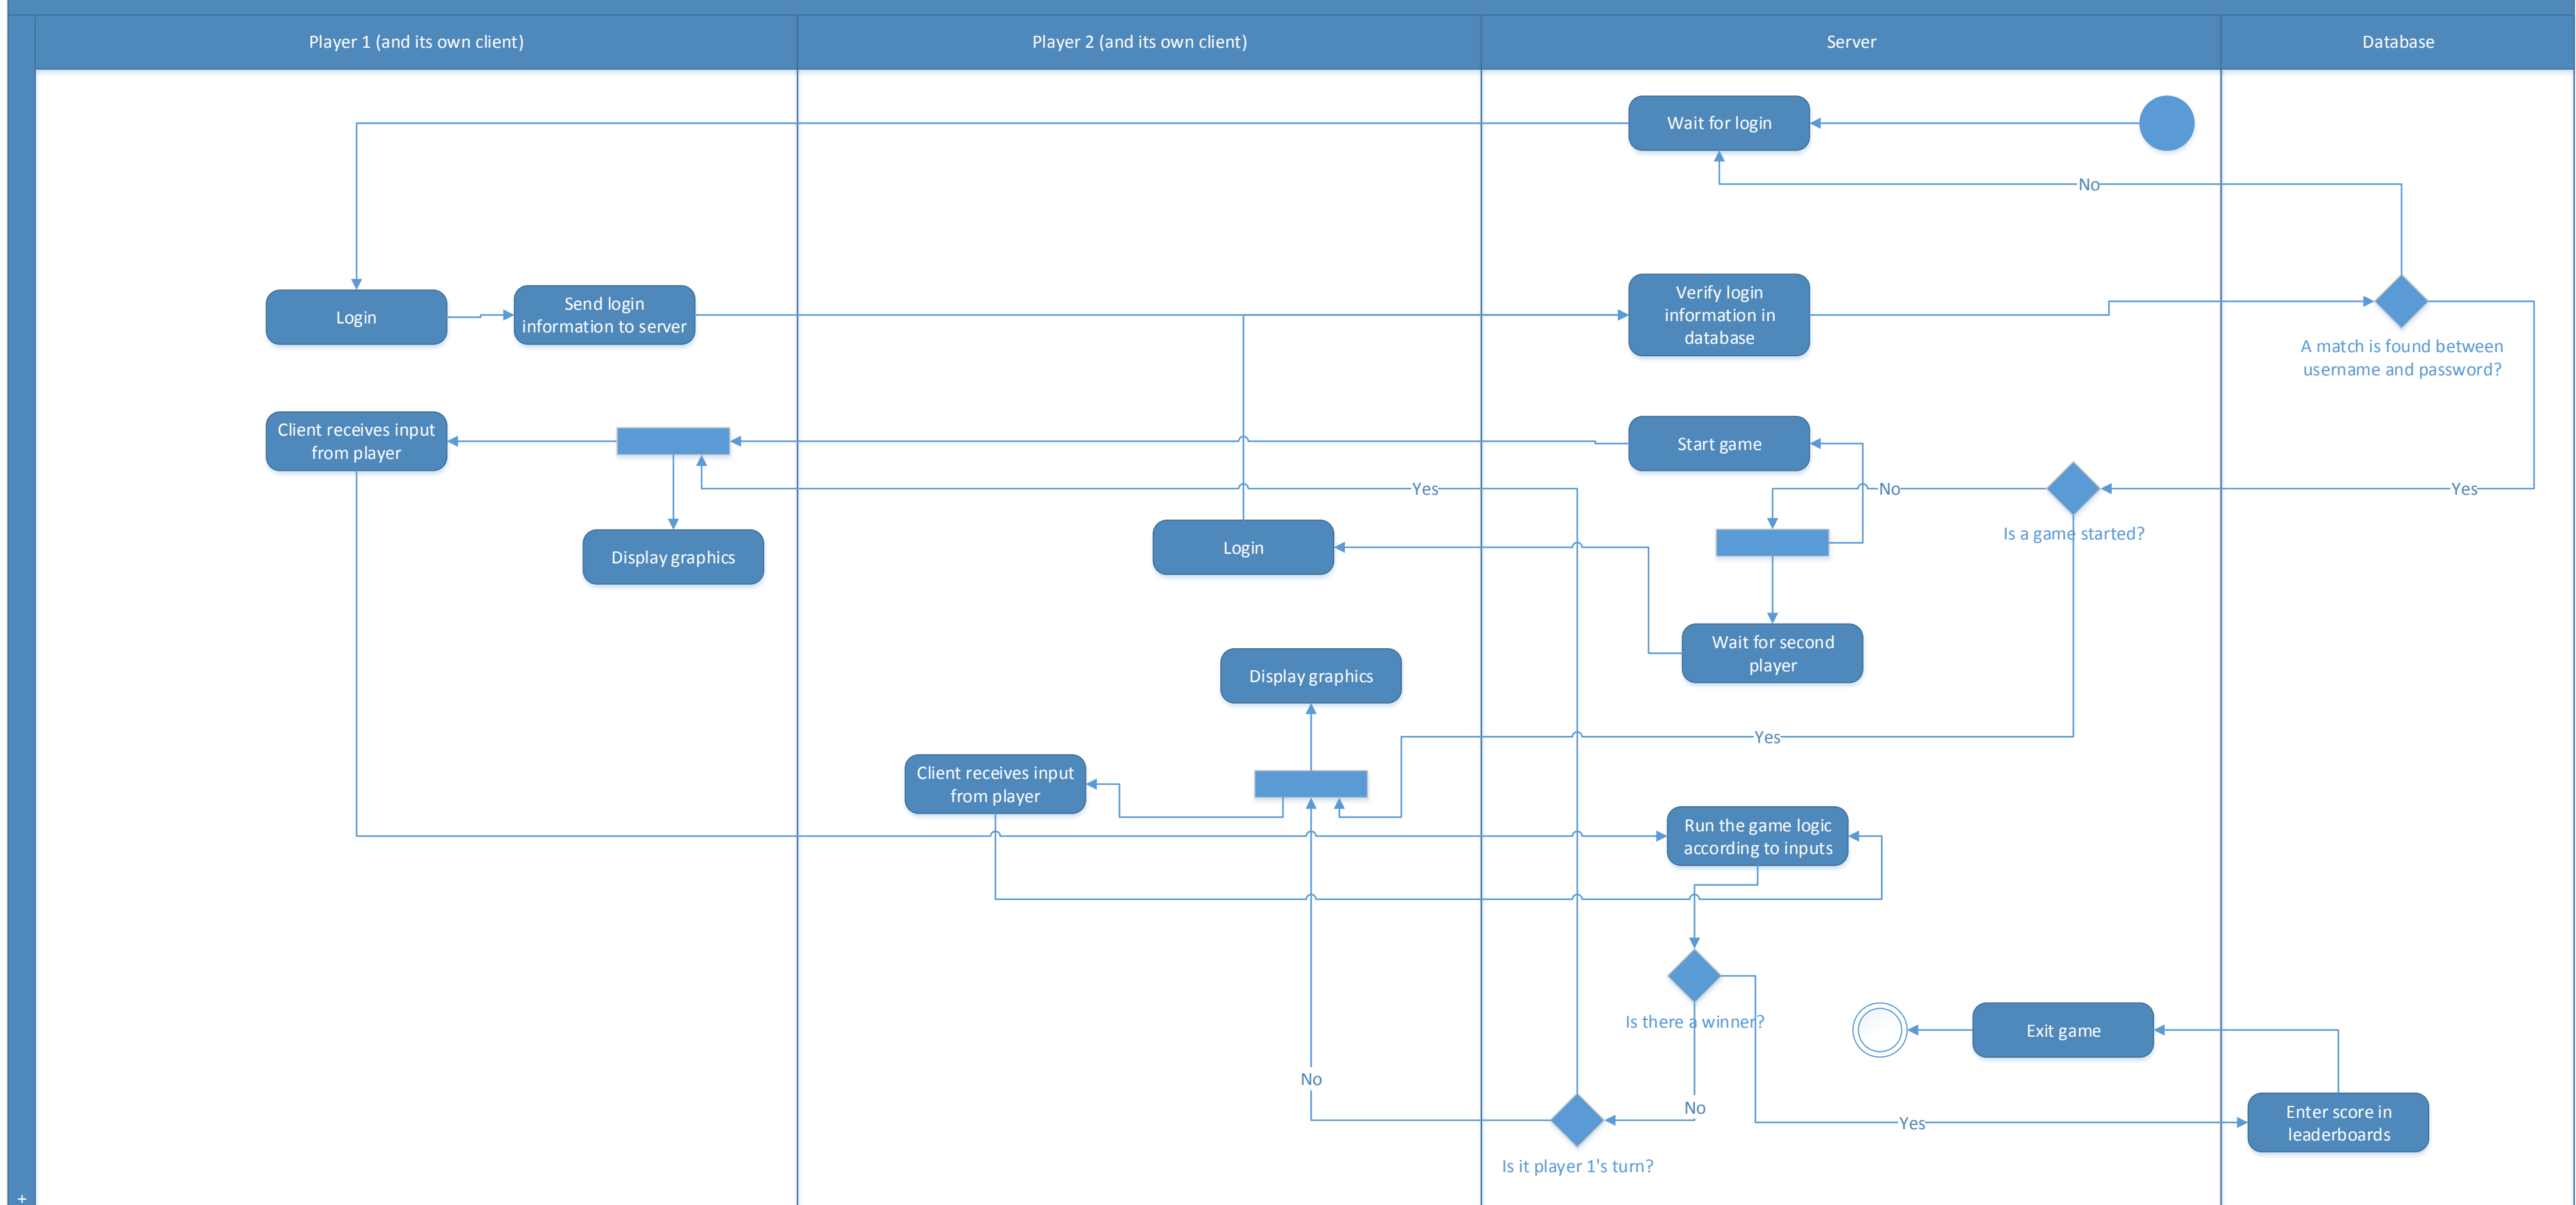 Player 1 (and its own client)
Player 2 (and its own client)
Server
Database
Wait for login
No
Login
Send login
information to server
Verify login
information in
database
A match is found between
username and password?
Client receives input
from player
Start game
Yes
No
Yes
Is a game started?
Display graphics
Login
Wait for second
player
Display graphics
Yes
Client receives input
from player
Run the game logic
according to inputs
Is there a winner?
Exit game
No
No
Yes
Enter score in
leaderboards
Is it player 1's turn?
+